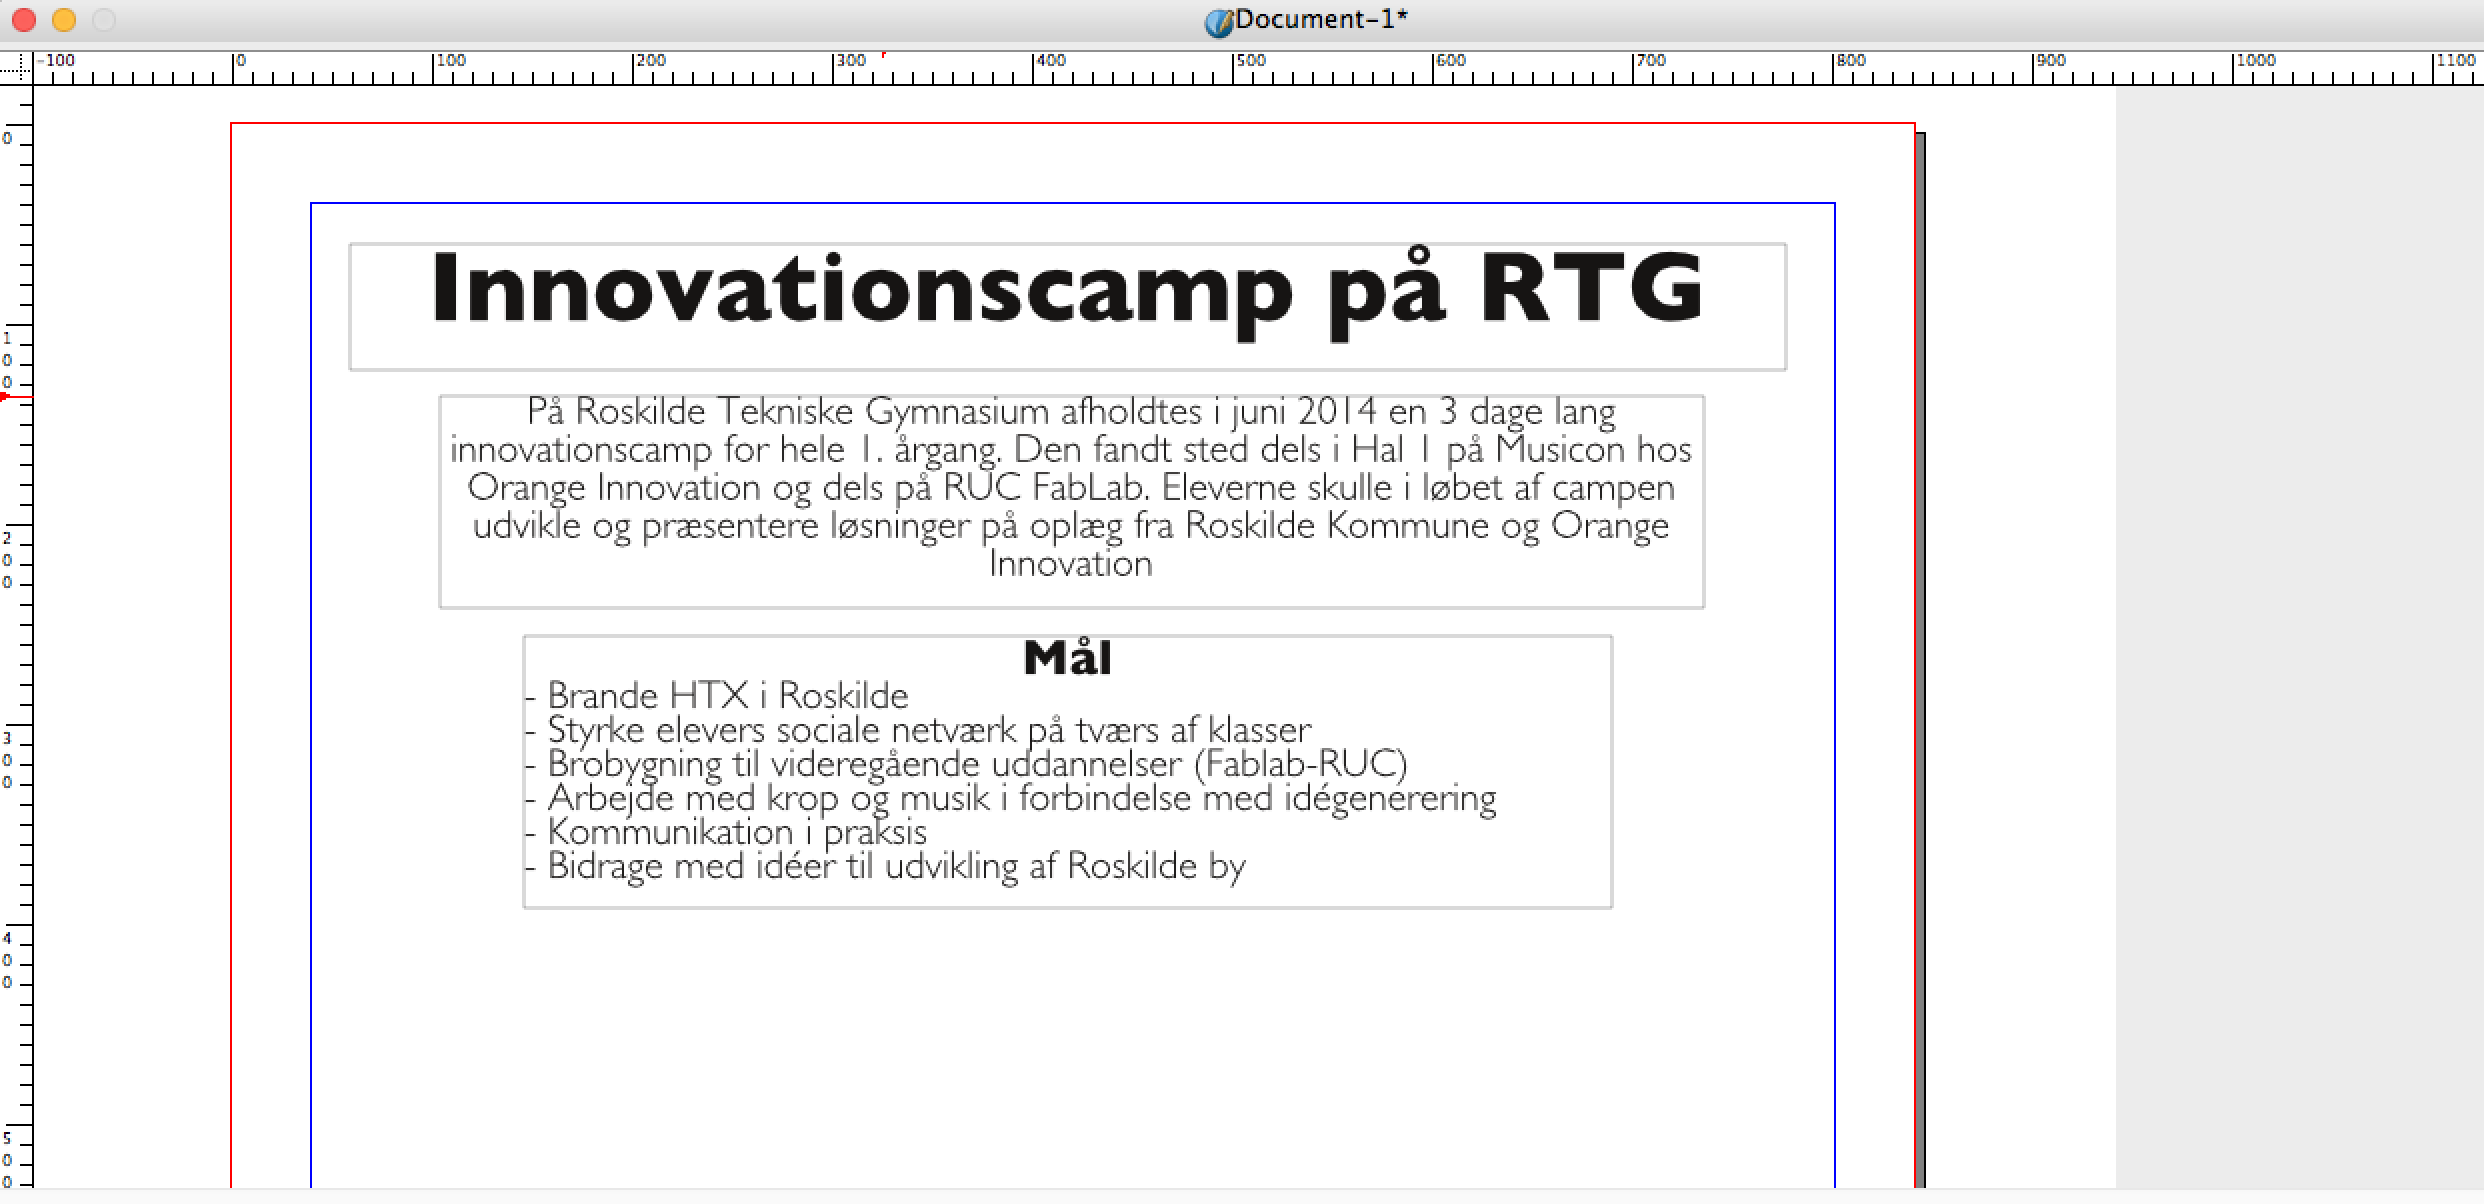 Document-1*
-100 0 100 200 300 400 500 600 700 800 900 1000 1100
0
100
200
300
400
500
Innovationscamp på RTG
På Roskilde Tekniske Gymnasium afholdtes i juni 2014 en 3 dage lang
innovationscamp for hele 1. årgang. Den fandt sted dels i Hal 1 på Musicon hos
Orange Innovation og dels på RUC FabLab. Eleverne skulle i løbet af campen
udvikle og præsentere løsninger på oplæg fra Roskilde Kommune og Orange
Innovation
Mål
- Brande HTX i Roskilde
- Styrke elevers sociale netværk på tværs af klasser
- Brobygning til videregående uddannelser (Fablab-RUC)
- Arbejde med krop og musik i forbindelse med idégenerering
- Kommunikation i praksis
- Bidrage med idéer til udvikling af Roskilde by